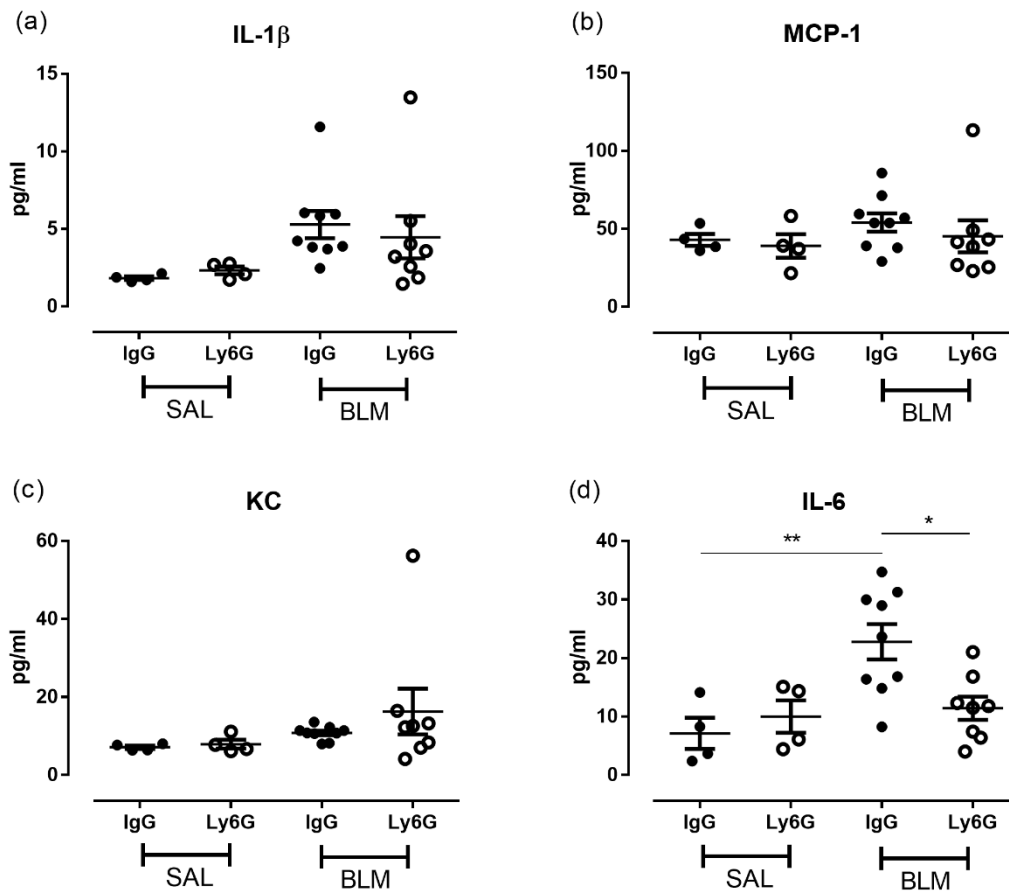 (a)
IL-1β
15
10
5
0
pg/ml
IgG Ly6G IgG Ly6G
SAL BLM
(b)
MCP-1
150
100
50
0
pg/ml
IgG Ly6G IgG Ly6G
SAL BLM
(c)
KC
60
40
20
0
pg/ml
IgG Ly6G IgG Ly6G
SAL BLM
(d)
IL-6
** *
40
30
20
10
0
pg/ml
IgG Ly6G IgG Ly6G
SAL BLM